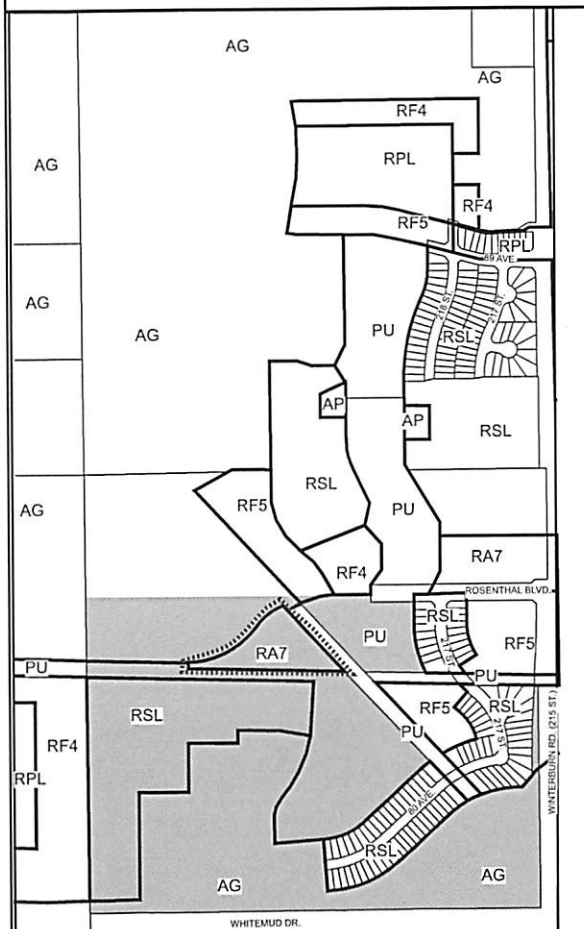 AG
AG
RF4
RPL
AG
RF4
RF5
RPL
89 AVE.
AG
218 ST.
217 ST.
AG
PU
RSL
AP
AP
RSL
RSL
PU
RF5
AG
RA7
RF4
ROSENTHAL BLVD.
RSL
PU
RF5
217 ST.
RA7
PU
PU
RSL
RSL
RF5
PU
217 ST.
RF4
RPL
WINTERBURN RD. (215 ST.)
80 AVE.
RSL
AG
AG
WHITEMUD DR.